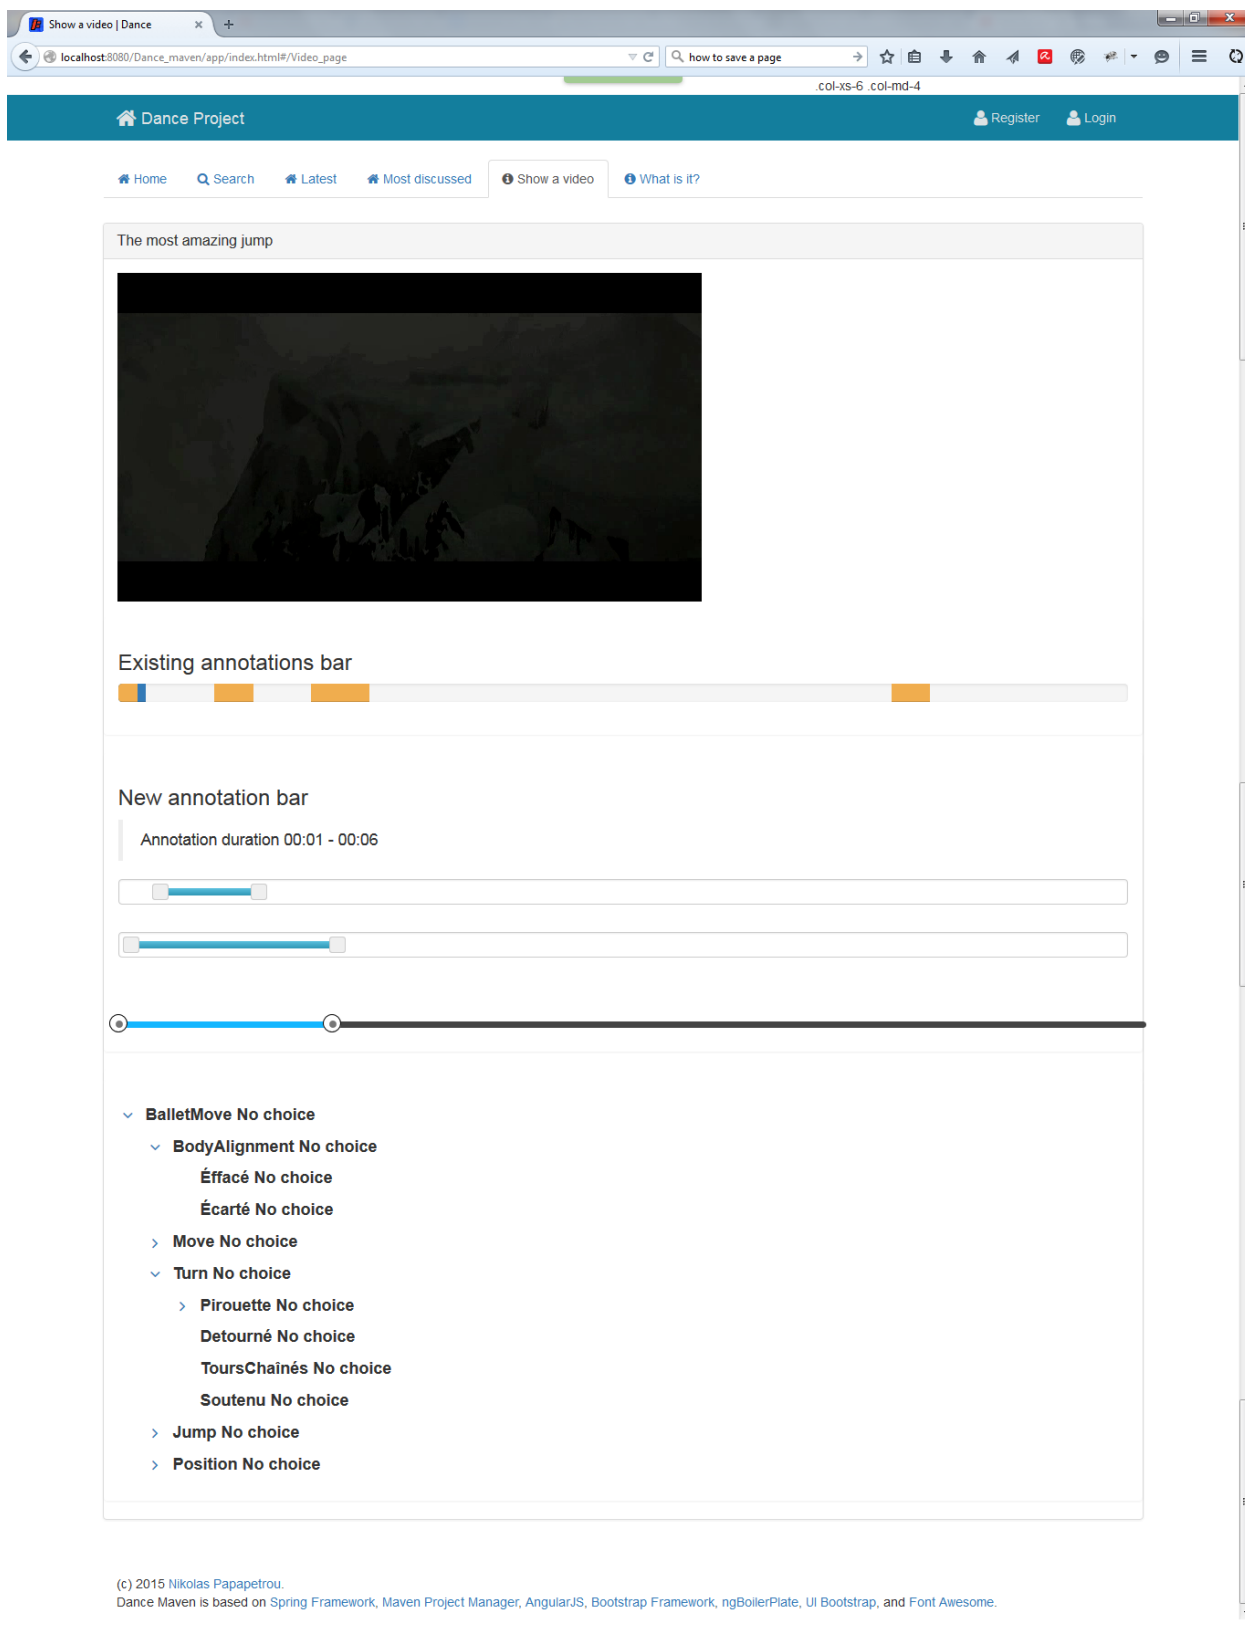 Show a video | Dance
localhost:8080/Dance_maven/app/index.html#/Video_page
how to save a page
.col-xs-6 .col-md-4
Dance Project
Register
Login
Home
Search
Latest
Most discussed
Show a video
What is it?
The most amazing jump
Existing annotations bar
New annotation bar
Annotation duration 00:01 - 00:06
BalletMove No choice
BodyAlignment No choice
Éffacé No choice
Écarté No choice
Move No choice
Turn No choice
Pirouette No choice
Detourné No choice
ToursChaînés No choice
Soutenu No choice
Jump No choice
Position No choice
(c) 2015 Nikolas Papapetrou.
Dance Maven is based on Spring Framework, Maven Project Manager, AngularJS, Bootstrap Framework, ngBoilerPlate, UI Bootstrap, and Font Awesome.